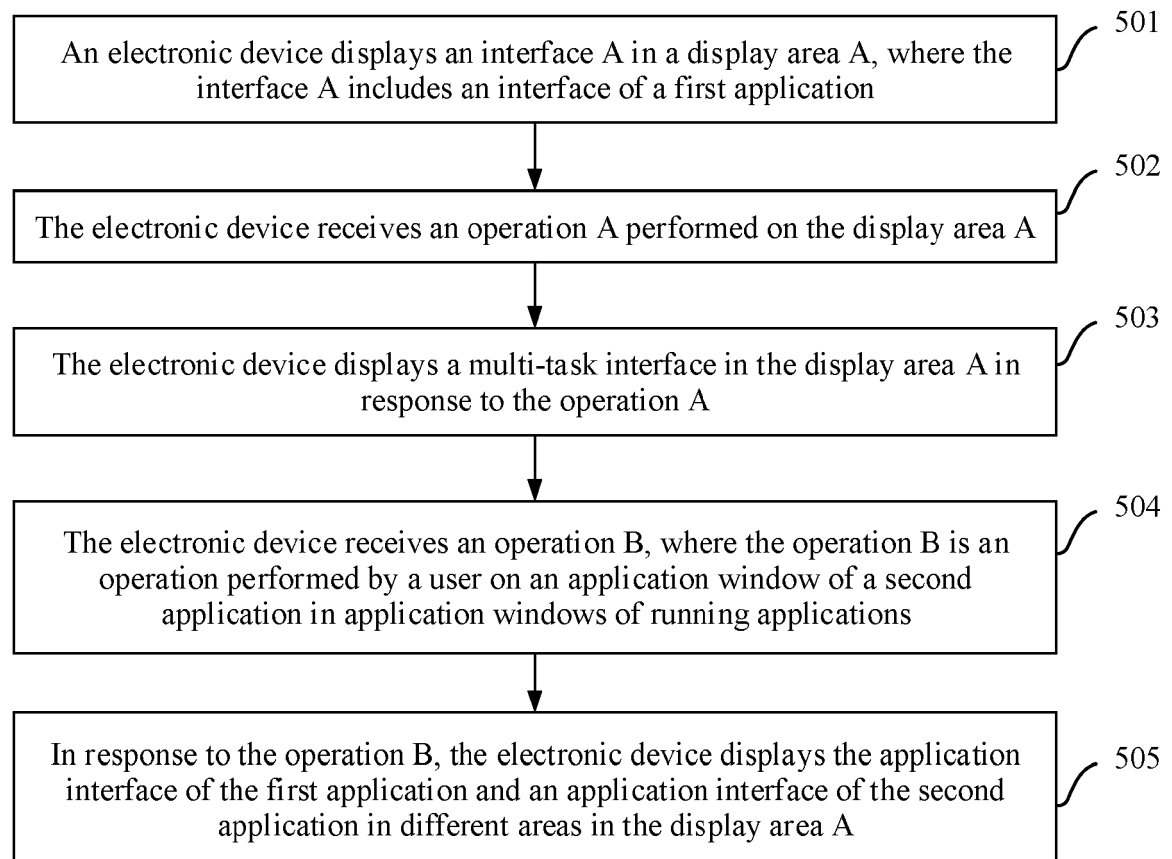 501
An electronic device displays an interface A in a display area A, where the
interface A includes an interface of a first application
502
The electronic device receives an operation A performed on the display area A
503
The electronic device displays a multi-task interface in the display area A in
response to the operation A
504
The electronic device receives an operation B, where the operation B is an
operation performed by a user on an application window of a second
application in application windows of running applications
505
In response to the operation B, the electronic device displays the application
interface of the first application and an application interface of the second
application in different areas in the display area A